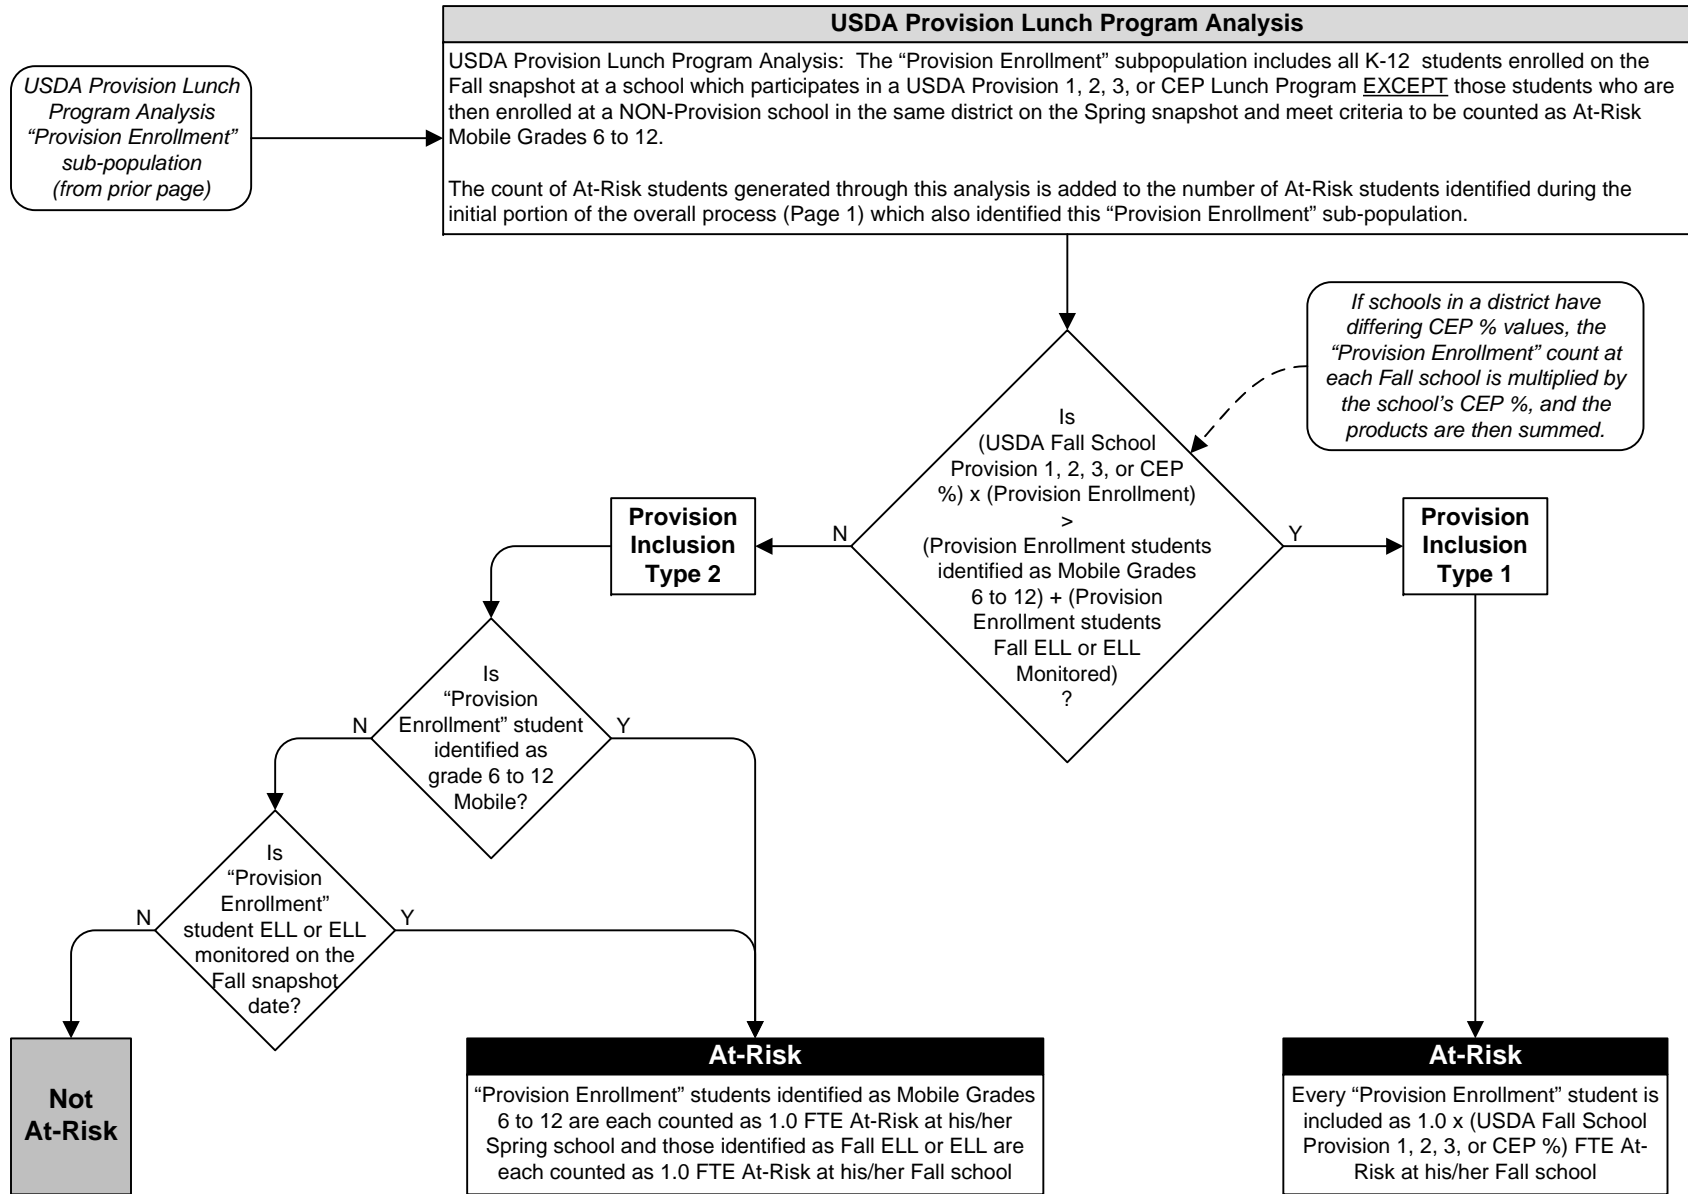 USDA Provision Lunch Program Analysis
USDA Provision Lunch
Program Analysis
“Provision Enrollment”
sub-population
(from prior page)
USDA Provision Lunch Program Analysis: The “Provision Enrollment” subpopulation includes all K-12 students enrolled on the
Fall snapshot at a school which participates in a USDA Provision 1, 2, 3, or CEP Lunch Program EXCEPT those students who are
then enrolled at a NON-Provision school in the same district on the Spring snapshot and meet criteria to be counted as At-Risk
Mobile Grades 6 to 12.
The count of At-Risk students generated through this analysis is added to the number of At-Risk students identified during the
initial portion of the overall process (Page 1) which also identified this “Provision Enrollment” sub-population.
If schools in a district have
differing CEP % values, the
“Provision Enrollment” count at
each Fall school is multiplied by
the school’s CEP %, and the
products are then summed.
Is
(USDA Fall School
Provision 1, 2, 3, or CEP
%) x (Provision Enrollment)
>
(Provision Enrollment students
identified as Mobile Grades
6 to 12) + (Provision
Enrollment students
Fall ELL or ELL
Monitored)
?
N
Y
Provision
Inclusion
Type 2
Provision
Inclusion
Type 1
Is
“Provision
Enrollment” student
identified as
grade 6 to 12
Mobile?
N
Y
Is
“Provision
Enrollment”
student ELL or ELL
monitored on the
Fall snapshot
date?
N
Y
Not
At-Risk
At-Risk
“Provision Enrollment” students identified as Mobile Grades
6 to 12 are each counted as 1.0 FTE At-Risk at his/her
Spring school and those identified as Fall ELL or ELL are
each counted as 1.0 FTE At-Risk at his/her Fall school
At-Risk
Every “Provision Enrollment” student is
included as 1.0 x (USDA Fall School
Provision 1, 2, 3, or CEP %) FTE At-
Risk at his/her Fall school